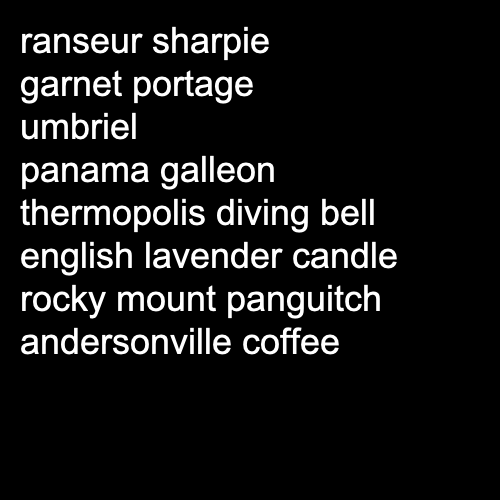 ranseur sharpie
garnet portage
umbriel
panama galleon
thermopolis diving bell
english lavender candle
rocky mount panguitch
andersonville coffee